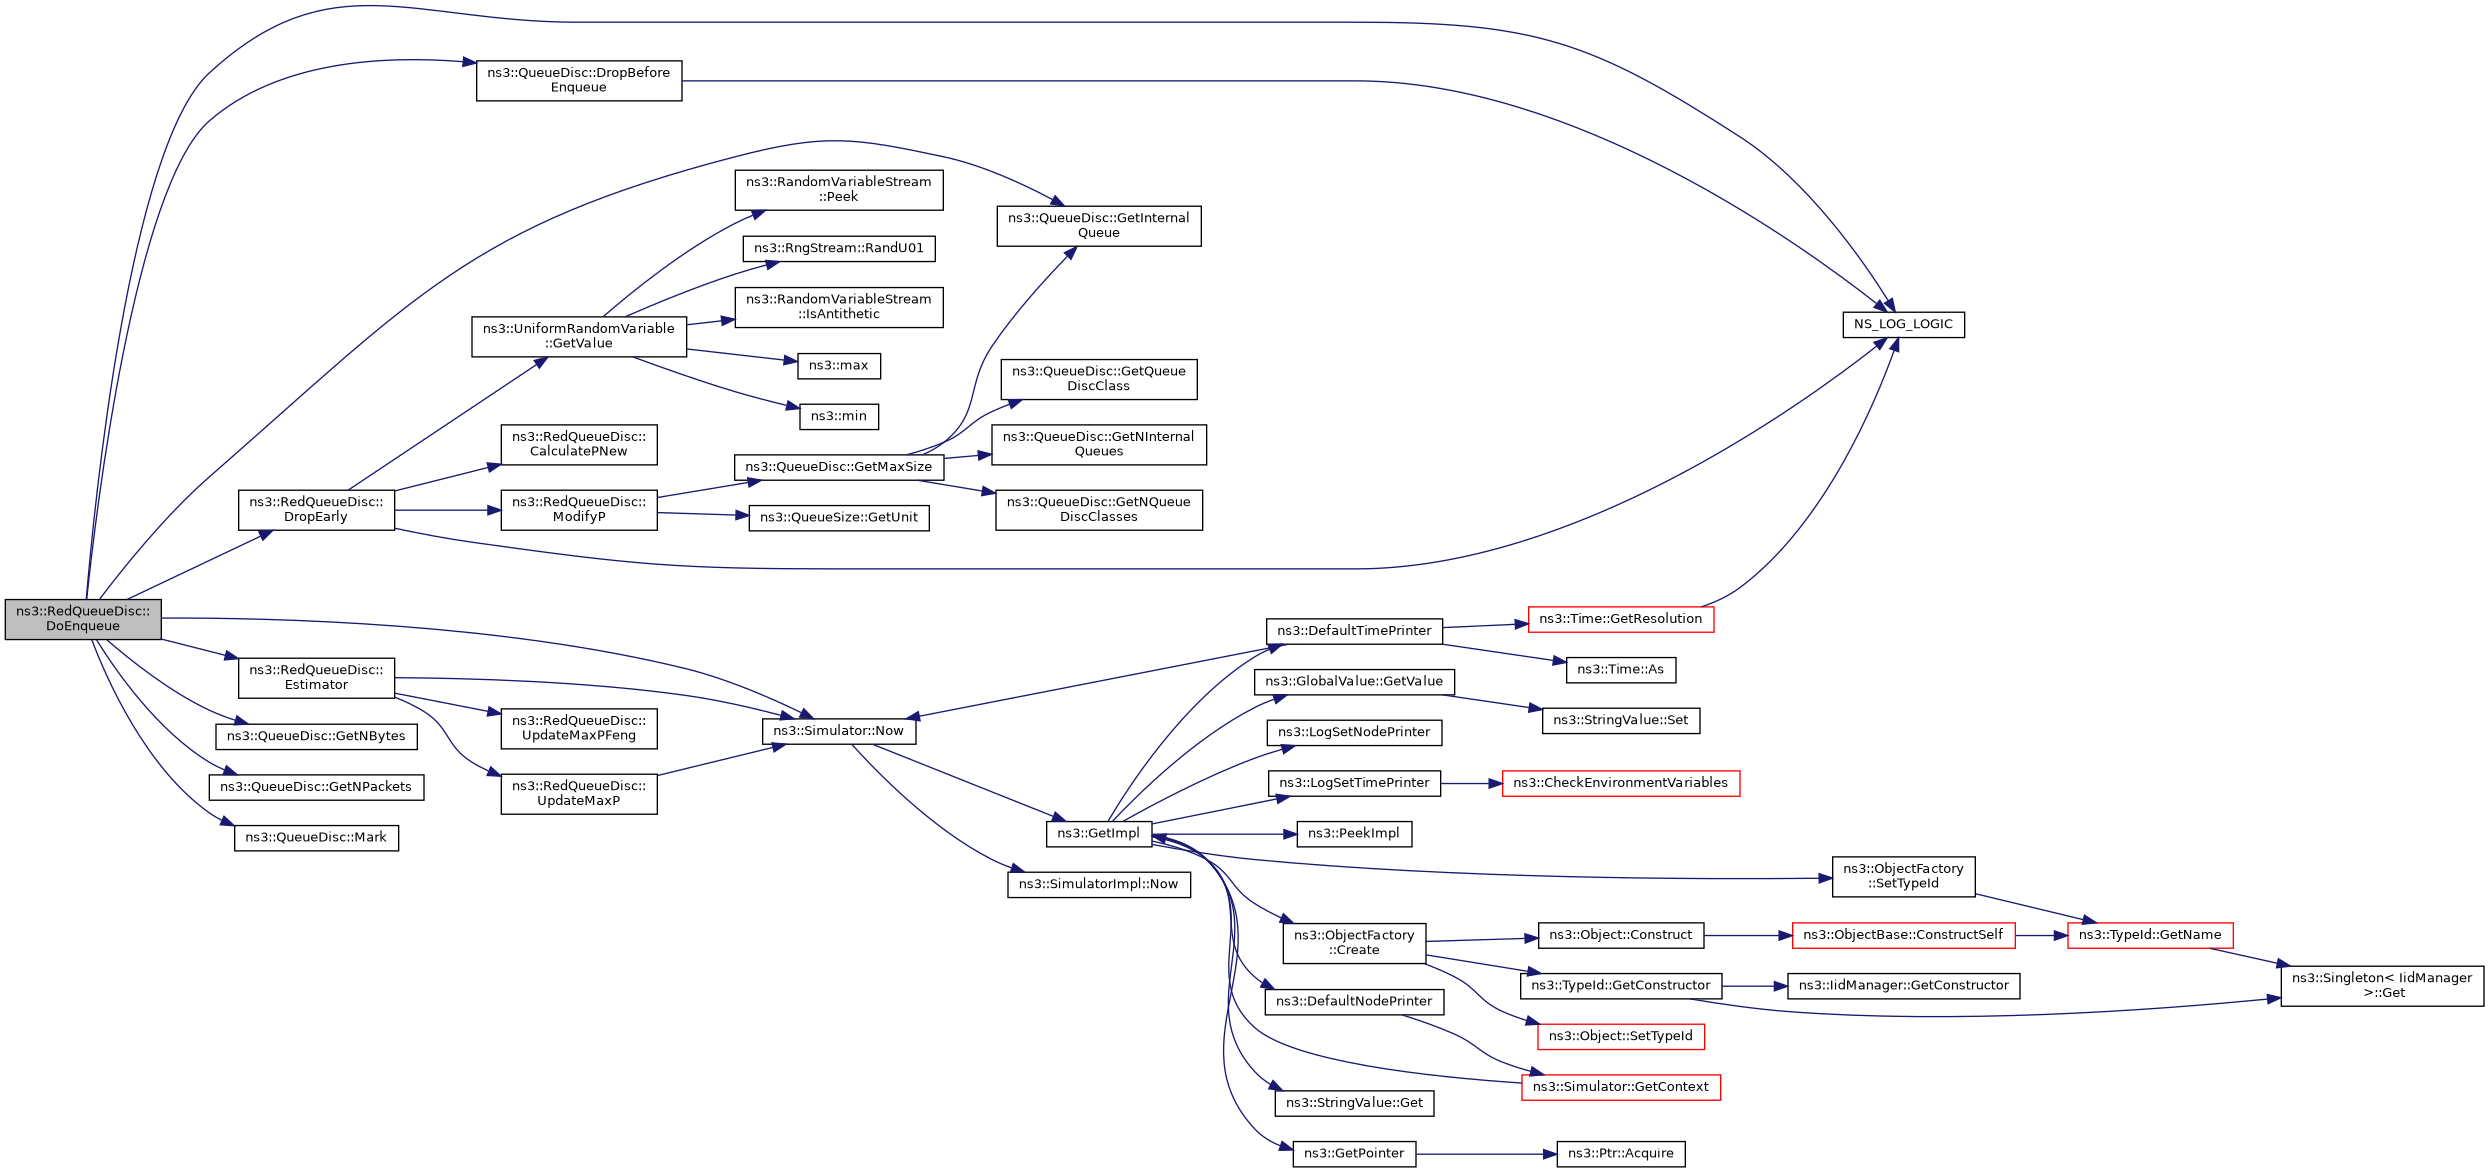 ns3::RedQueueDisc::
DoEnqueue
ns3::QueueDisc::DropBefore
Enqueue
NS_LOG_LOGIC
ns3::RedQueueDisc::
DropEarly
ns3::UniformRandomVariable
::GetValue
ns3::RandomVariableStream
::Peek
ns3::RngStream::RandU01
ns3::RandomVariableStream
::IsAntithetic
ns3::max
ns3::min
ns3::RedQueueDisc::
CalculatePNew
ns3::RedQueueDisc::
ModifyP
ns3::QueueDisc::GetMaxSize
ns3::QueueSize::GetUnit
ns3::QueueDisc::GetInternal
Queue
ns3::QueueDisc::GetQueue
DiscClass
ns3::QueueDisc::GetNInternal
Queues
ns3::QueueDisc::GetNQueue
DiscClasses
ns3::RedQueueDisc::
Estimator
ns3::QueueDisc::GetNBytes
ns3::QueueDisc::GetNPackets
ns3::QueueDisc::Mark
ns3::RedQueueDisc::
UpdateMaxPFeng
ns3::RedQueueDisc::
UpdateMaxP
ns3::Simulator::Now
ns3::GetImpl
ns3::SimulatorImpl::Now
ns3::DefaultTimePrinter
ns3::Time::GetResolution
ns3::Time::As
ns3::GlobalValue::GetValue
ns3::StringValue::Set
ns3::LogSetNodePrinter
ns3::LogSetTimePrinter
ns3::CheckEnvironmentVariables
ns3::PeekImpl
ns3::ObjectFactory
::SetTypeId
ns3::ObjectFactory
::Create
ns3::Object::Construct
ns3::ObjectBase::ConstructSelf
ns3::TypeId::GetName
ns3::TypeId::GetConstructor
ns3::IidManager::GetConstructor
ns3::Singleton< IidManager
>::Get
ns3::DefaultNodePrinter
ns3::Object::SetTypeId
ns3::Simulator::GetContext
ns3::StringValue::Get
ns3::GetPointer
ns3::Ptr::Acquire